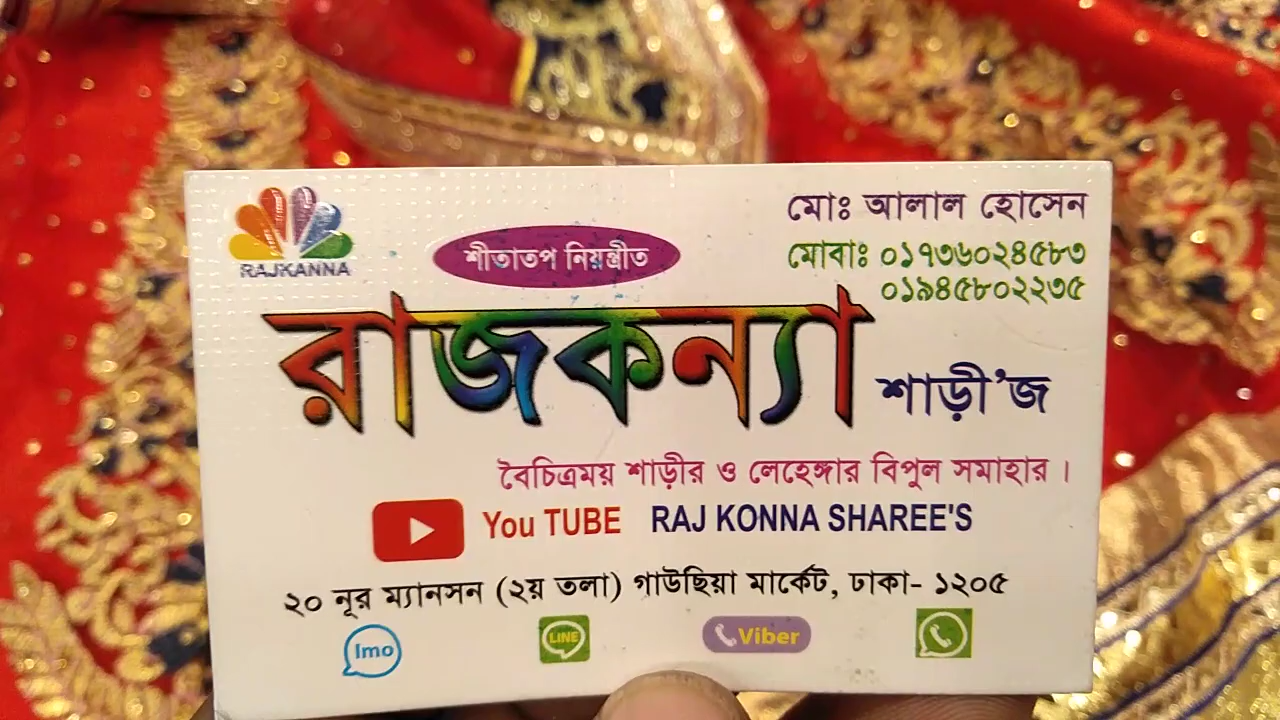 RAJKANNA
শীতাতপ নিয়ন্ত্রীত
মোঃ আলাল হোসেন
মোবাঃ ০১৭৩৬০২৪৫৮৩
০১৯৪৫৮০২২৩৫
রাজকন্যা শাড়ী'জ
বৈচিত্রময় শাড়ীর ও লেহেঙ্গার বিপুল সমাহার ।
You TUBE RAJ KONNA SHAREE'S
২০ নূর ম্যানসন (২য় তলা) গাউছিয়া মার্কেট, ঢাকা- ১২০৫
Imo LINE Viber